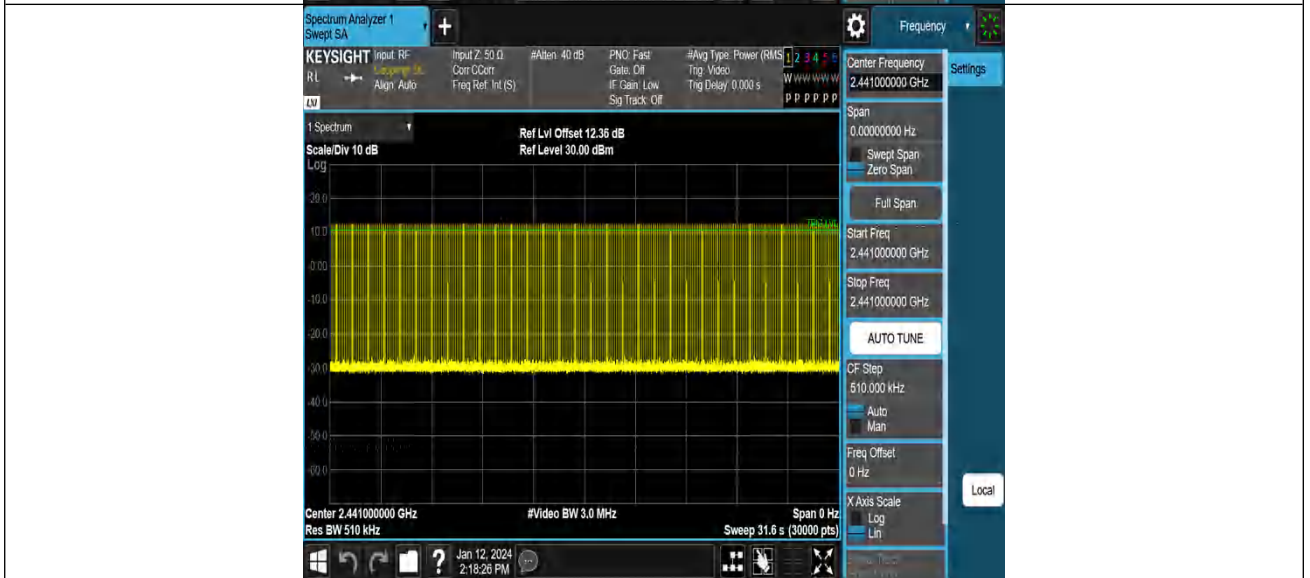 Spectrum Analyzer 1
Swept SA
+
Frequency
KEYSIGHT
RL
LXI
Input: RF
Align: Auto
Input Z: 50 Ω
Corr CCorr
Freq Ref: Int (S)
#Atten: 40 dB
PNO: Fast
Gate: Off
IF Gain: Low
Sig Track: Off
#Avg Type: Power (RMS
Trig: Video
Trig Delay: 0.000 s
1 2 3 4 5 6
W W W W W W
P P P P P P
1 Spectrum
Scale/Div 10 dB
Log
Ref Lvl Offset 12.36 dB
Ref Level 30.00 dBm
20.0
10.0
0.00
-10.0
-20.0
-30.0
-40.0
-50.0
-60.0
Center 2.441000000 GHz
Res BW 510 kHz
#Video BW 3.0 MHz
Span 0 Hz
Sweep 31.6 s (30000 pts)
?
Jan 12, 2024
2:18:26 PM
Center Frequency
2.441000000 GHz
Span
0.00000000 Hz
Swept Span
Zero Span
Full Span
Start Freq
2.441000000 GHz
Stop Freq
2.441000000 GHz
AUTO TUNE
CF Step
510.000 kHz
Auto
Man
Freq Offset
0 Hz
X Axis Scale
Log
Lin
Settings
Local